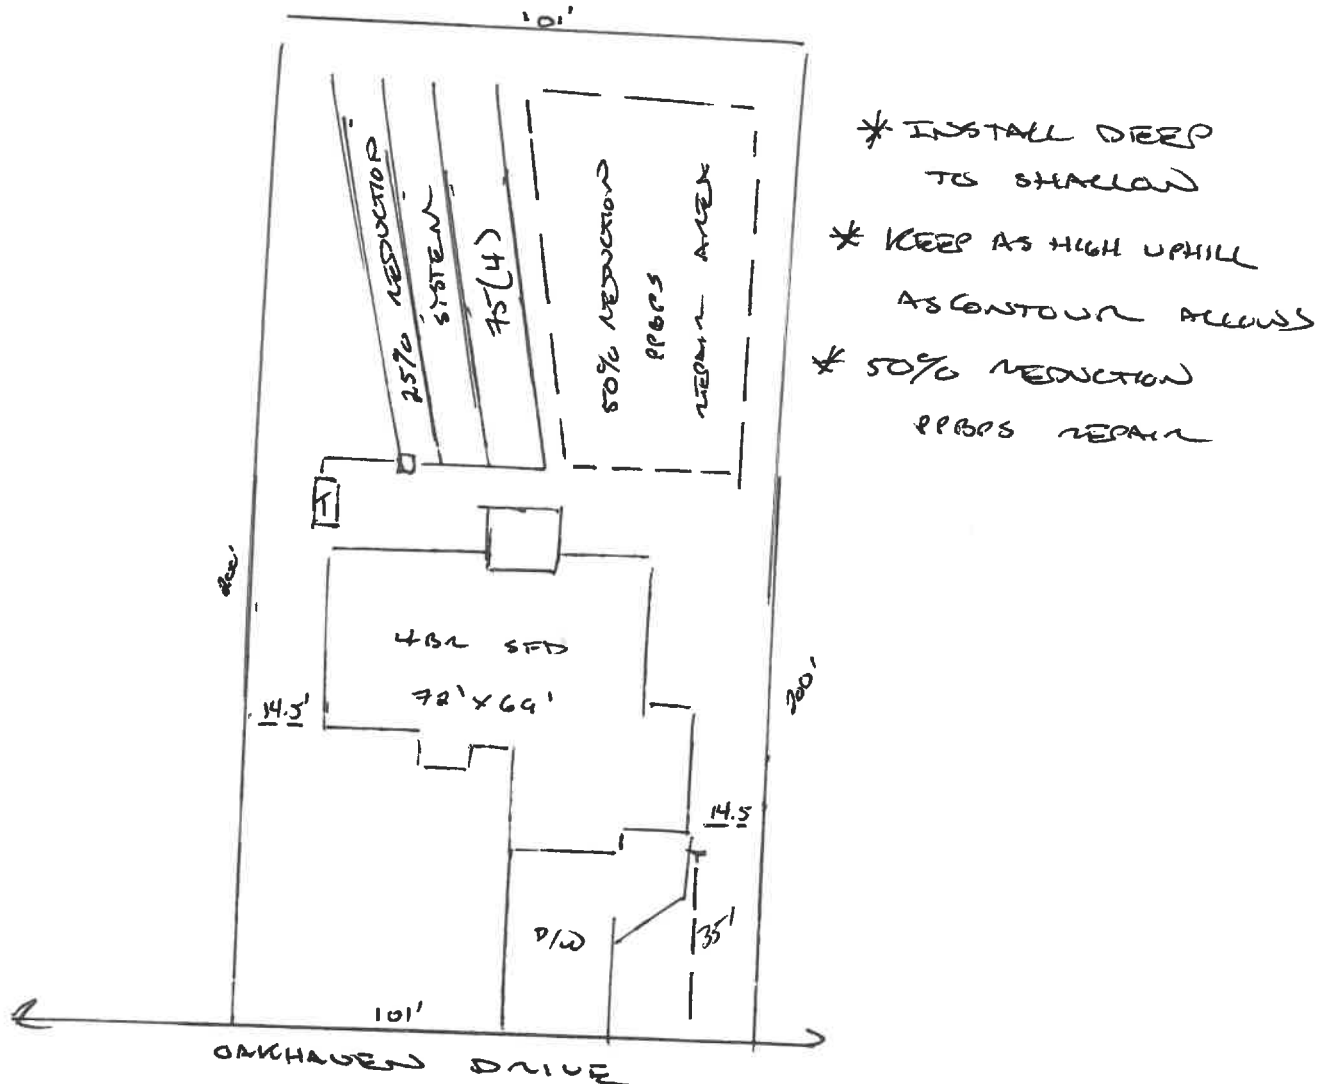 101'
* INSTALL DEEP
TO SHALLOW
* KEEP AS HIGH UPHILL
AS CONTOUR ALLOWS
* 50% REDUCTION
PPBPS REPAIR
25% REDUCTION
SYSTEM
75(4)
50% REDUCTION
PPBPS
REPAIR AREA
T
200'
4BR SFD
72' X 69'
14.5'
200'
14.5
D/W
35'
101'
OAKHAVEN DRIVE